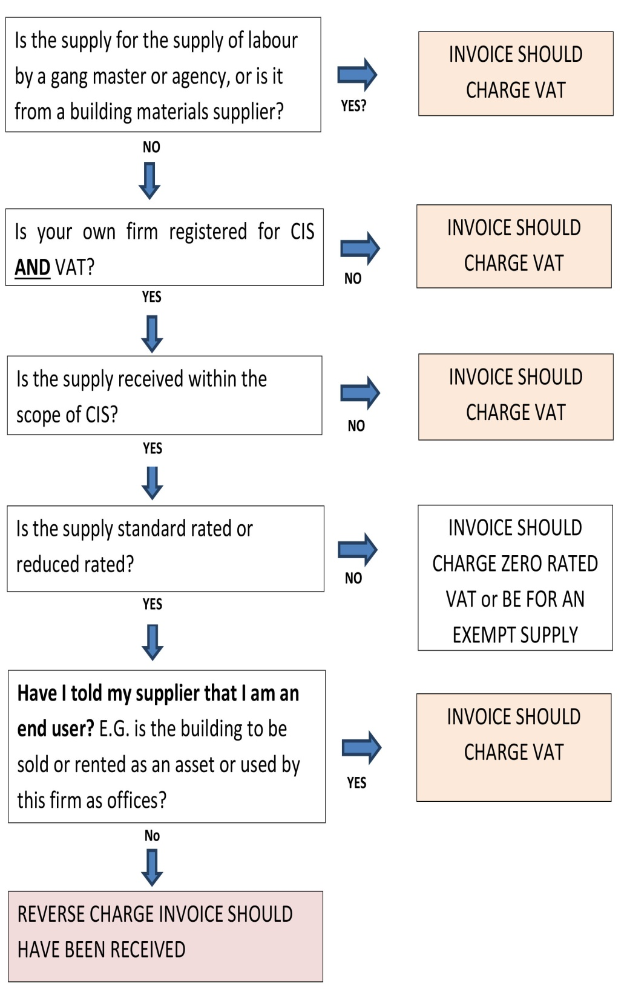 Is the supply for the supply of labour
by a gang master or agency, or is it
from a building materials supplier?
YES?
INVOICE SHOULD
CHARGE VAT
NO
Is your own firm registered for CIS
AND VAT?
NO
INVOICE SHOULD
CHARGE VAT
YES
Is the supply received within the
scope of CIS?
NO
INVOICE SHOULD
CHARGE VAT
YES
Is the supply standard rated or
reduced rated?
NO
INVOICE SHOULD
CHARGE ZERO RATED
VAT or BE FOR AN
EXEMPT SUPPLY
YES
Have I told my supplier that I am an
end user? E.G. is the building to be
sold or rented as an asset or used by
this firm as offices?
YES
INVOICE SHOULD
CHARGE VAT
No
REVERSE CHARGE INVOICE SHOULD
HAVE BEEN RECEIVED